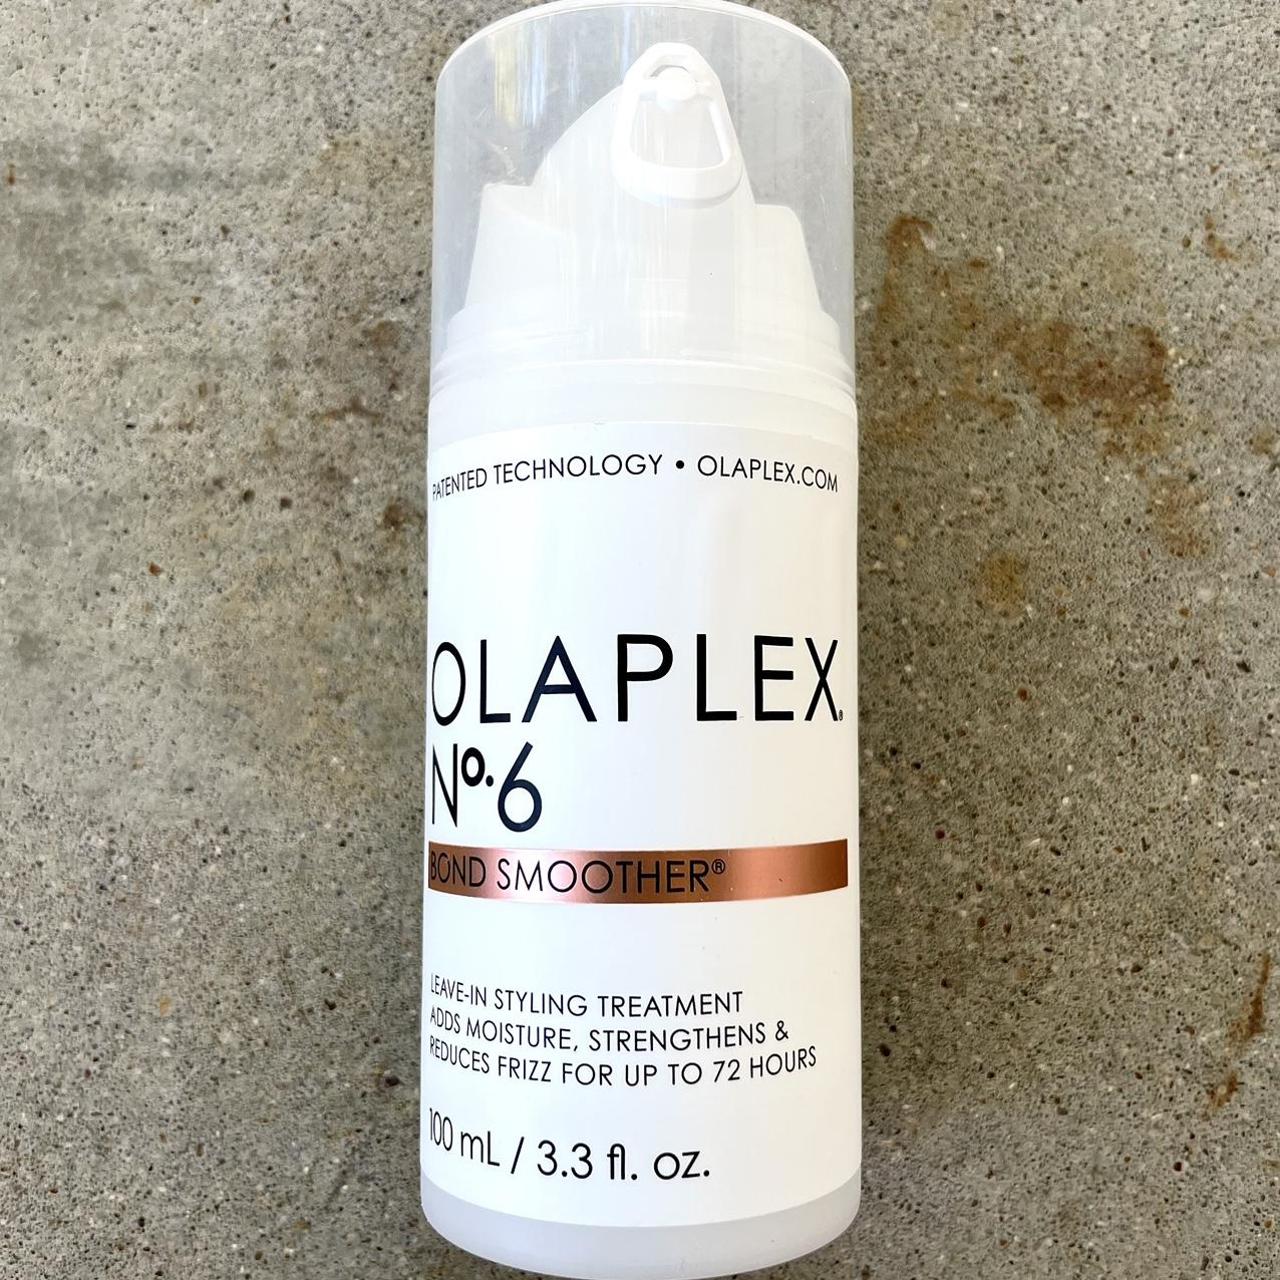 PATENTED TECHNOLOGY • OLAPLEX.COM
OLAPLEX®
Nº.6
BOND SMOOTHER®
LEAVE-IN STYLING TREATMENT
ADDS MOISTURE, STRENGTHENS &
REDUCES FRIZZ FOR UP TO 72 HOURS
100 mL / 3.3 fl. oz.